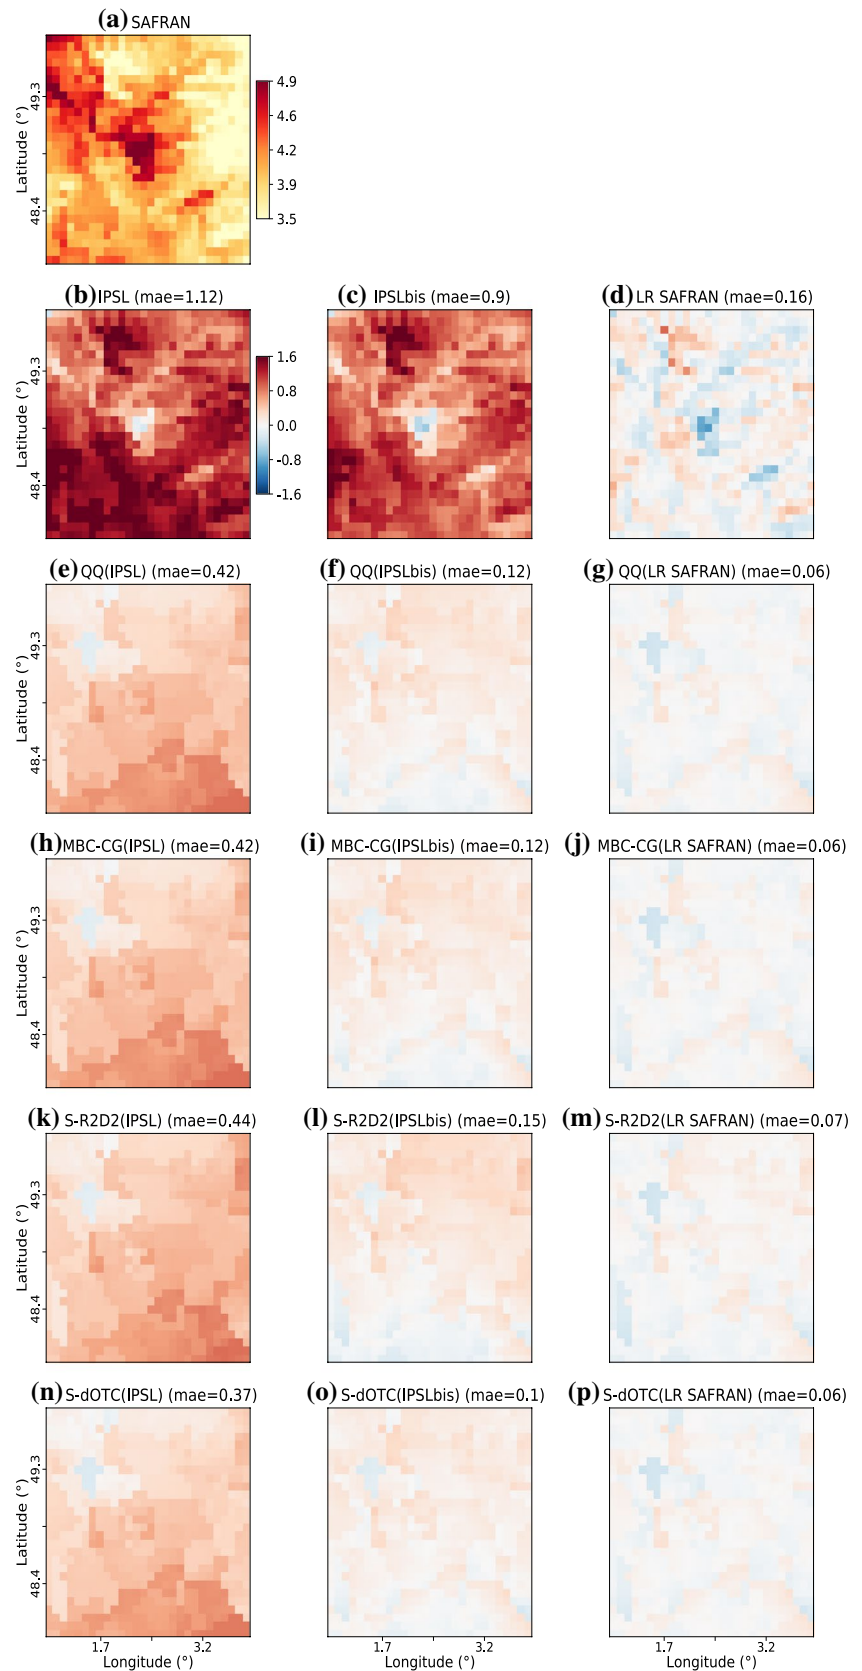 (a) SAFRAN
Latitude (°)
49.3
48.4
4.9
4.6
4.2
3.9
3.5
(b) IPSL (mae=1.12)
(c) IPSLbis (mae=0.9)
(d) LR SAFRAN (mae=0.16)
Latitude (°)
49.3
48.4
1.6
0.8
0.0
-0.8
-1.6
(e) QQ(IPSL) (mae=0.42)
(f) QQ(IPSLbis) (mae=0.12)
(g) QQ(LR SAFRAN) (mae=0.06)
Latitude (°)
49.3
48.4
(h) MBC-CG(IPSL) (mae=0.42)
(i) MBC-CG(IPSLbis) (mae=0.12)
(j) MBC-CG(LR SAFRAN) (mae=0.06)
Latitude (°)
49.3
48.4
(k) S-R2D2(IPSL) (mae=0.44)
(l) S-R2D2(IPSLbis) (mae=0.15)
(m) S-R2D2(LR SAFRAN) (mae=0.07)
Latitude (°)
49.3
48.4
(n) S-dOTC(IPSL) (mae=0.37)
(o) S-dOTC(IPSLbis) (mae=0.1)
(p) S-dOTC(LR SAFRAN) (mae=0.06)
Latitude (°)
49.3
48.4
1.7 3.2
Longitude (°)
1.7 3.2
Longitude (°)
1.7 3.2
Longitude (°)